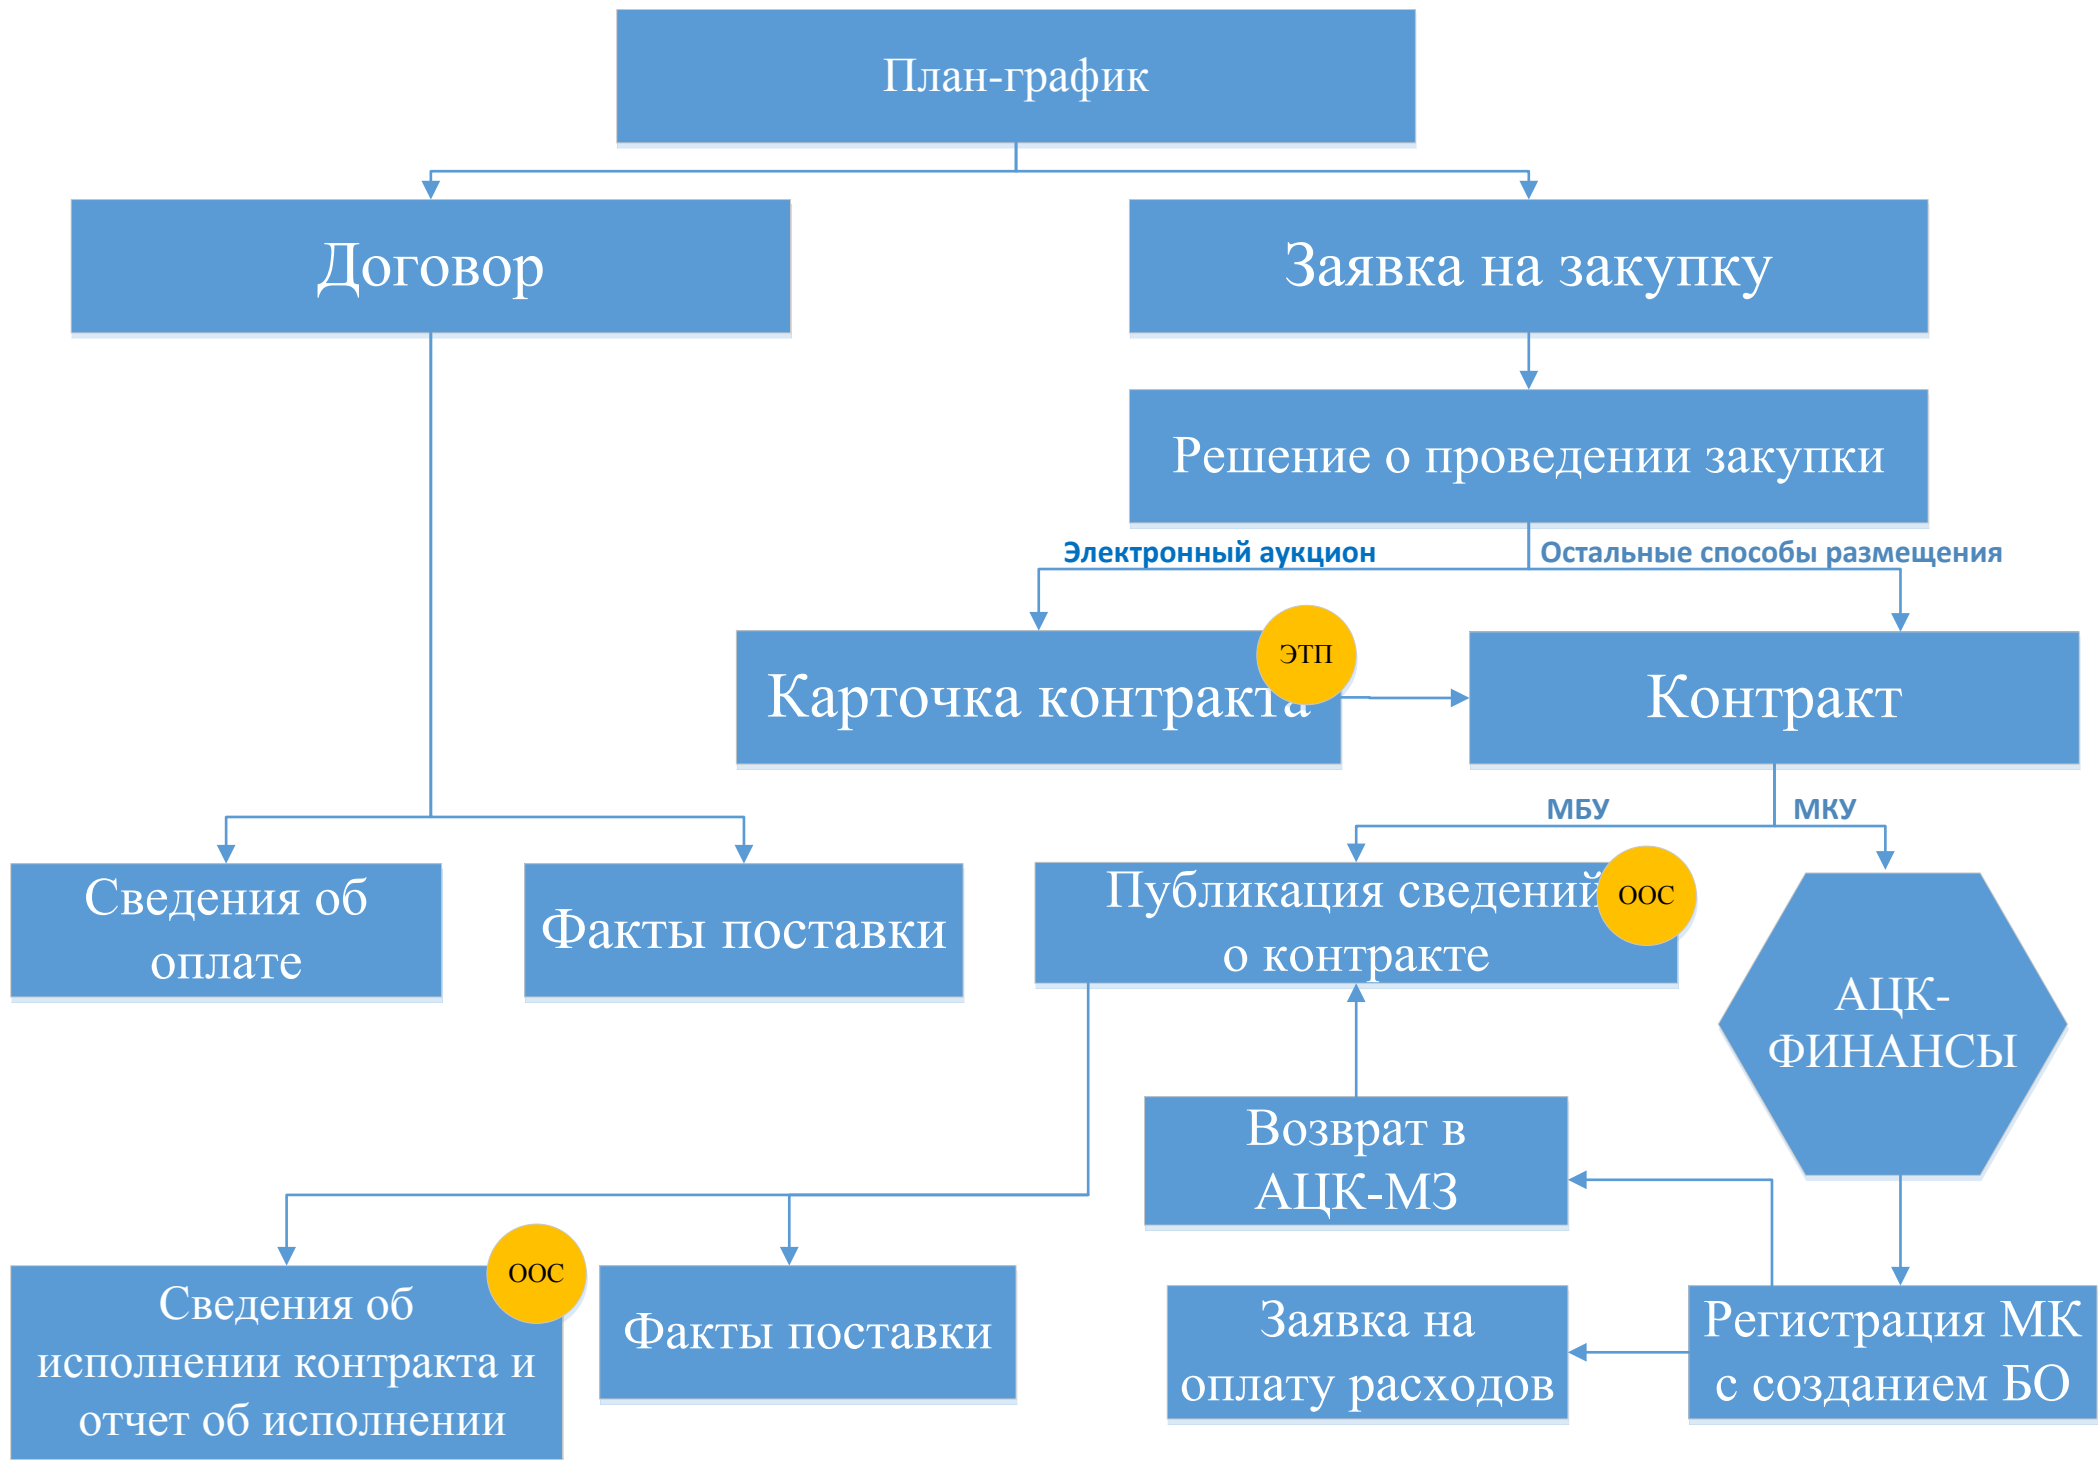 План-график
Договор
Заявка на закупку
Решение о проведении закупки
Электронный аукцион
Остальные способы размещения
ЭТП
Карточка контракта
Контракт
МБУ
МКУ
Сведения об
оплате
Факты поставки
Публикация сведений
о контракте
ООС
АЦК-
ФИНАНСЫ
Возврат в
АЦК-МЗ
ООС
Сведения об
исполнении контракта и
отчет об исполнении
Факты поставки
Заявка на
оплату расходов
Регистрация МК
с созданием БО